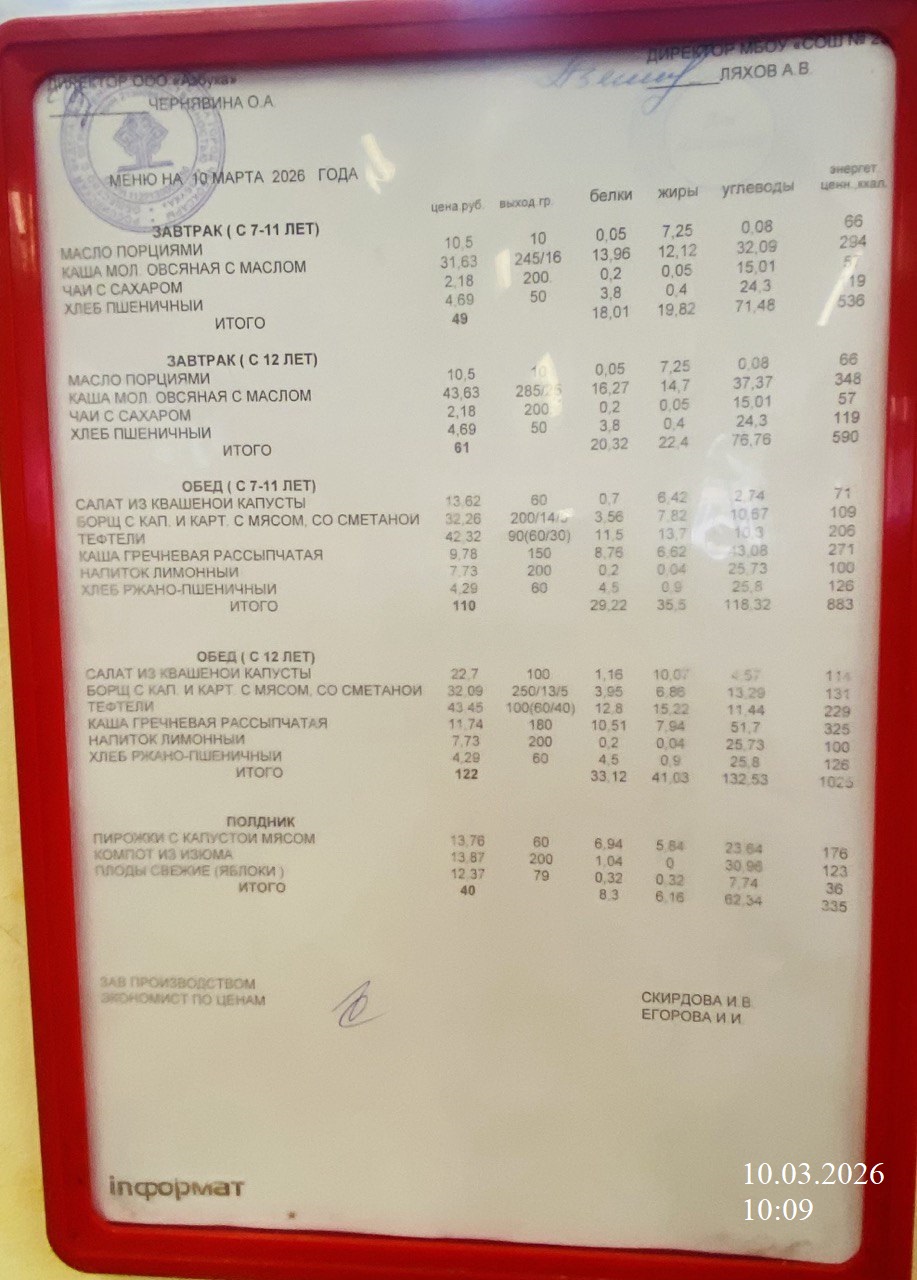 ДИРЕКТОР ООО «Азбука»
ЧЕРНЯВИНА О.А
ДИРЕКТОР МБОУ «СОШ №
ЛЯХОВ А.В.
МЕНЮ НА 10 МАРТА 2026 ГОДА
цена.руб. выход.гр. белки жиры углеводы энергет. ценн.,ккал.
ЗАВТРАК ( С 7-11 ЛЕТ)
МАСЛО ПОРЦИЯМИ 10,5 10 0,05 7,25 0,08 66
КАША МОЛ. ОВСЯНАЯ С МАСЛОМ 31,63 245/16 13,96 12,12 32,09 294
ЧАИ С САХАРОМ 2,18 200 0,2 0,05 15,01
ХЛЕБ ПШЕНИЧНЫЙ 4,69 50 3,8 0,4 24,3 119
ИТОГО 49 18,01 19,82 71,48 536
ЗАВТРАК ( С 12 ЛЕТ)
МАСЛО ПОРЦИЯМИ 10,5 10 0,05 7,25 0,08 66
КАША МОЛ. ОВСЯНАЯ С МАСЛОМ 43,63 16,27 14,7 37,37 348
ЧАИ С САХАРОМ 2,18 200 0,2 0,05 15,01 57
ХЛЕБ ПШЕНИЧНЫЙ 4,69 50 3,8 0,4 24,3 119
ИТОГО 61 20,32 22,4 76,76 590
ОБЕД ( С 7-11 ЛЕТ)
САЛАТ ИЗ КВАШЕНОЙ КАПУСТЫ 13,62 60 0,7 6,42 2,74 71
БОРЩ С КАП. И КАРТ. С МЯСОМ, СО СМЕТАНОЙ 32,26 3,56 7,82 10,67 109
ТЕФТЕЛИ 42,32 90(60/30) 11,5 13,7 10,3 206
КАША ГРЕЧНЕВАЯ РАССЫПЧАТАЯ 9,78 150 8,76 6,62 43,08 271
НАПИТОК ЛИМОННЫЙ 7,73 200 0,2 0,04 25,73 100
ХЛЕБ РЖАНО-ПШЕНИЧНЫЙ 4,29 60 4,5 0,9 25,8 126
ИТОГО 110 29,22 35,5 118,32 883
ОБЕД ( С 12 ЛЕТ)
САЛАТ ИЗ КВАШЕНОЙ КАПУСТЫ 22,7 100 1,16 10,07 4,57 114
БОРЩ С КАП. И КАРТ. С МЯСОМ, СО СМЕТАНОЙ 32,09 250/13/5 3,95 6,86 13,29 131
ТЕФТЕЛИ 43,45 100(60/40) 12,8 15,22 11,44 229
КАША ГРЕЧНЕВАЯ РАССЫПЧАТАЯ 11,74 180 10,51 7,94 51,7 325
НАПИТОК ЛИМОННЫЙ 7,73 200 0,2 0,04 25,73 100
ХЛЕБ РЖАНО-ПШЕНИЧНЫЙ 4,29 60 4,5 0,9 25,8 126
ИТОГО 122 33,12 41,03 132,53 1025
ПОЛДНИК
ПИРОЖКИ С КАПУСТОЙ МЯСОМ 13,76 60 6,94 5,84 23,64 176
КОМПОТ ИЗ ИЗЮМА 13,87 200 1,04 0 30,96 123
ПЛОДЫ СВЕЖИЕ (ЯБЛОКИ ) 12,37 79 0,32 0,32 7,74 36
ИТОГО 40 8,3 6,16 62,34 335
ЗАВ ПРОИЗВОДСТВОМ СКИРДОВА И.В.
ЭКОНОМИСТ ПО ЦЕНАМ ЕГОРОВА И.И.
inформат
10.03.2026
10:09